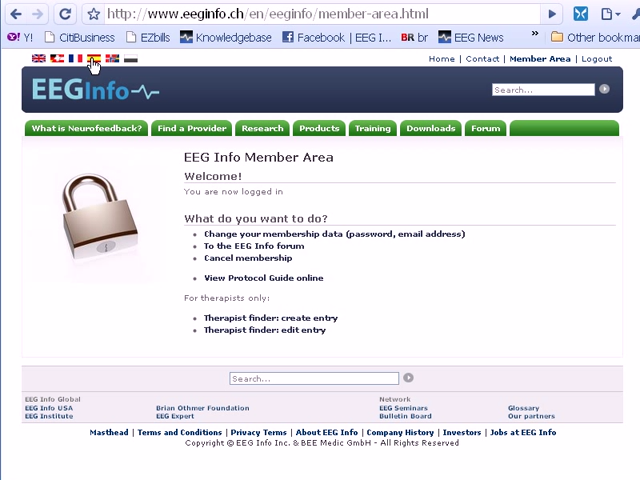 http://www.eeginfo.ch/en/eeginfo/member-area.html
Y! CitiBusiness EZbills Knowledgebase Facebook | EEG I... BR br EEG News » Other bookmar
Home | Contact | Member Area | Logout
EEGInfo
Search...
What is Neurofeedback? Find a Provider Research Products Training Downloads Forum
EEG Info Member Area
Welcome!
You are now logged in
What do you want to do?
Change your membership data (password, email address)
To the EEG Info forum
Cancel membership
View Protocol Guide online
For therapists only:
Therapist finder: create entry
Therapist finder: edit entry
Search...
EEG Info Global Network
EEG Info USA Brian Othmer Foundation EEG Seminars Glossary
EEG Institute EEG Expert Bulletin Board Our partners
Masthead | Terms and Conditions | Privacy Terms | About EEG Info | Company History | Investors | Jobs at EEG Info
Copyright © EEG Info Inc. & BEE Medic GmbH - All Rights Reserved